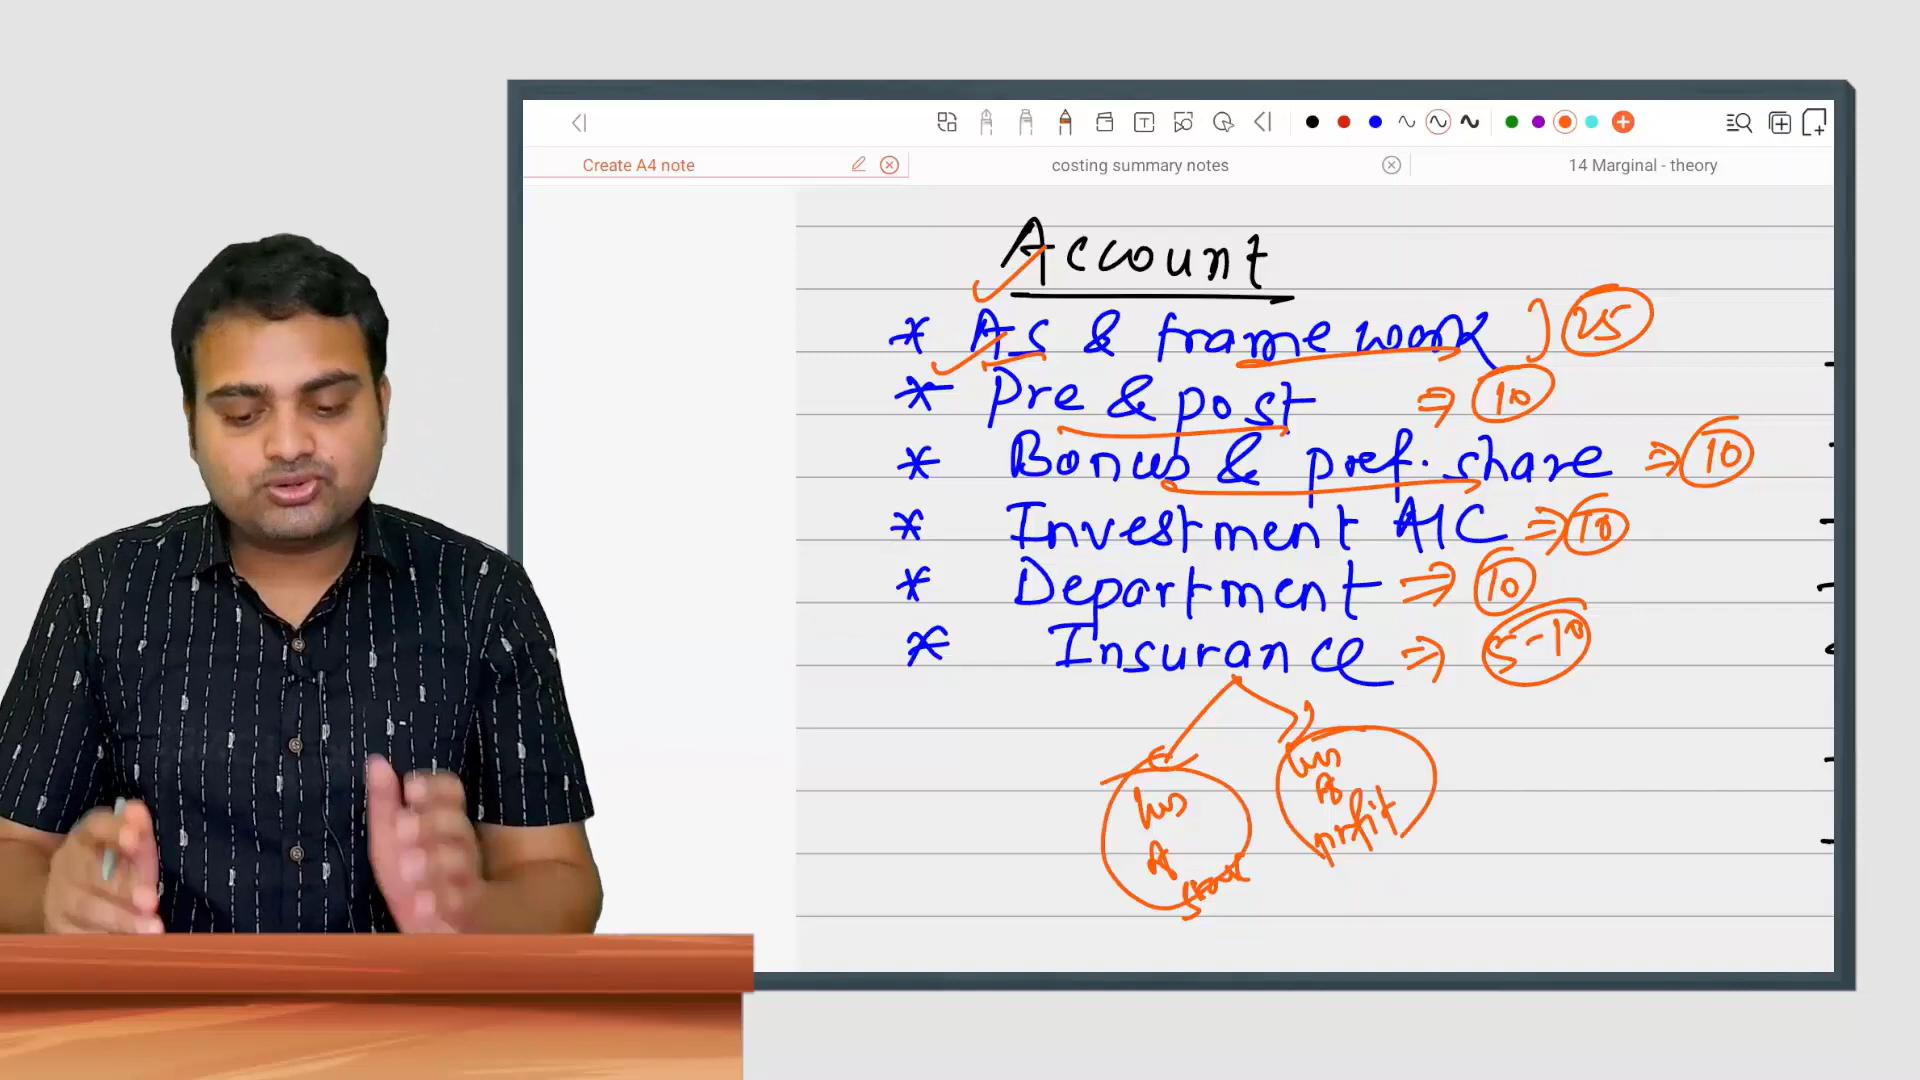 Create A4 note
costing summary notes
14 Marginal - theory
Account
* AS & frame work } 25
* Pre & post ⇒ 10
* Bonus & pref. share ⇒ 10
* Investment A/C ⇒ 10
* Department ⇒ 10
* Insurance ⇒ 5-10
loss of stock
loss of profit